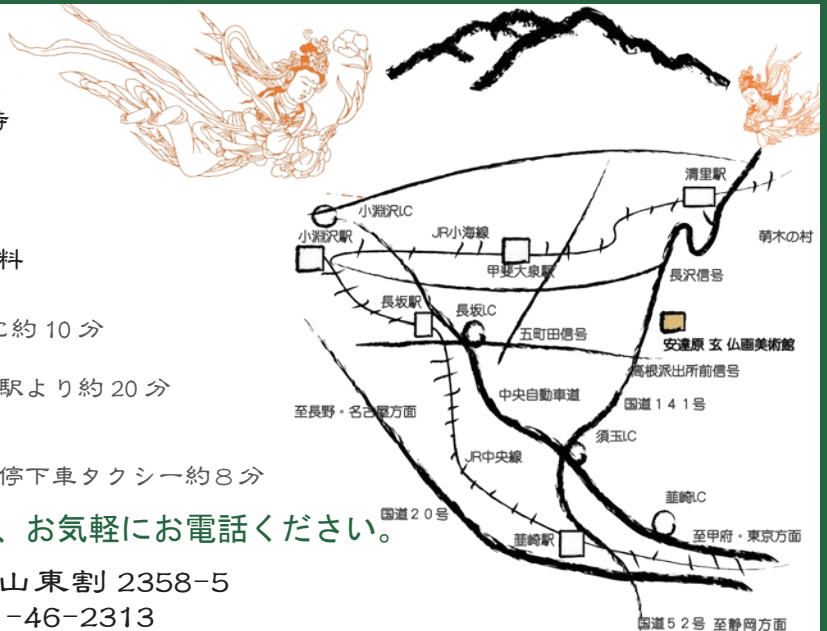 寺
料
に約 10 分
駅より約 20 分
停下車タクシー約８分
、お気軽にお電話ください。
山東割 2358-5
-46-2313
清里駅
小淵沢I.C
萌木の村
小淵沢駅
JR小海線
甲斐大泉駅
長沢信号
長坂駅
長坂I.C
五町田信号
安達原 玄 仏画美術館
高根派出所前信号
中央自動車道
国道１４１号
至長野・名古屋方面
須玉I.C
JR中央線
韮崎I.C
国道２０号
韮崎駅
至甲府・東京方面
国道５２号 至静岡方面